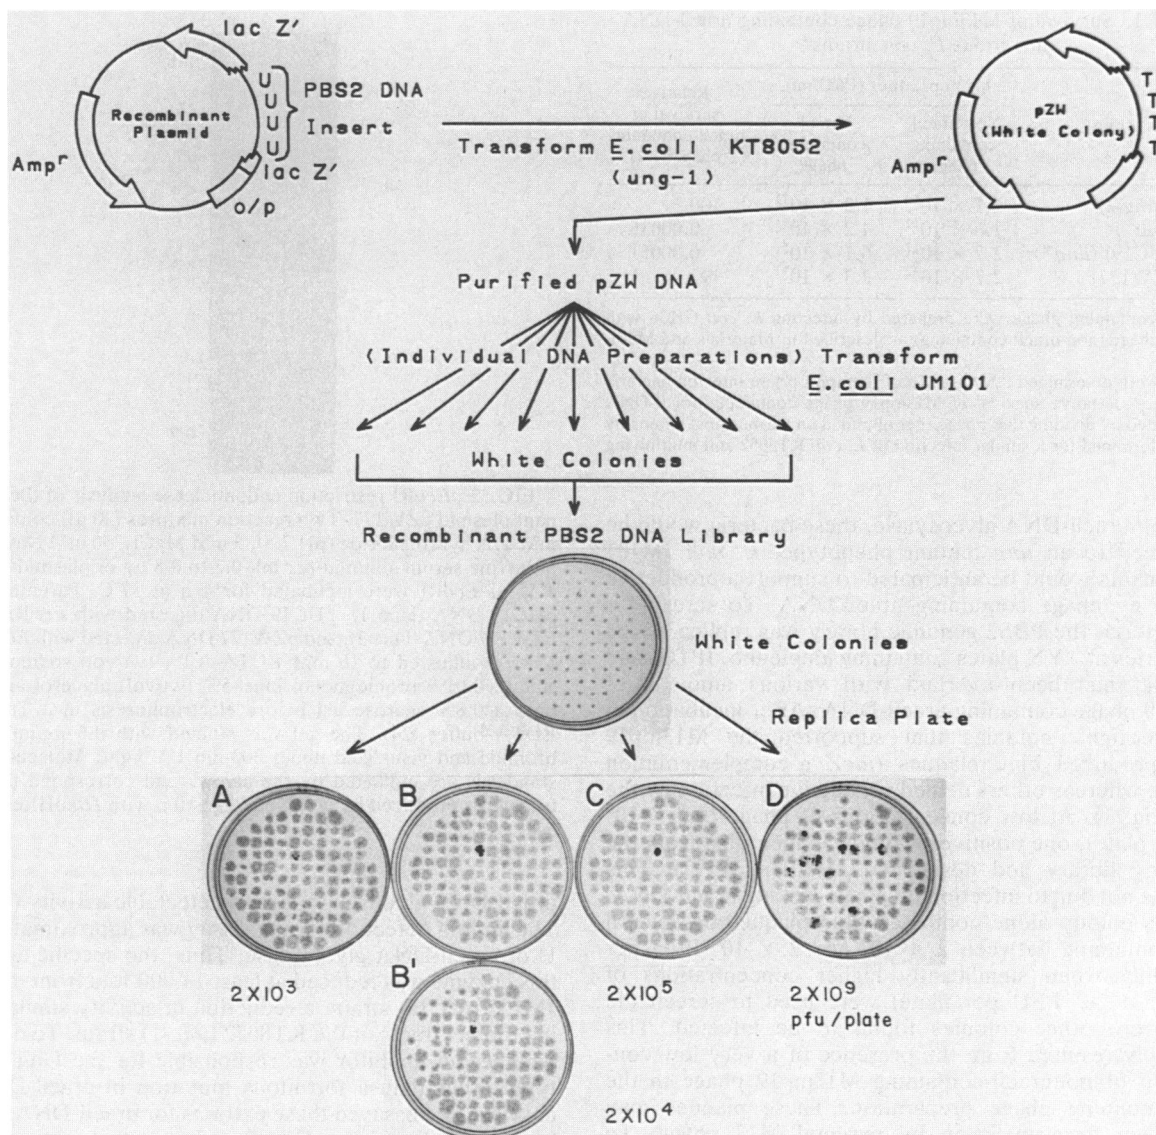 lac Z'
U
U
U
U
PBS2 DNA
Insert
Recombinant
Plasmid
Amp^r
lac Z'
o/p
Transform E.coli KT8052
(ung-1)
T
T
T
T
pZW
(White Colony)
Amp^r
Purified pZW DNA
(Individual DNA Preparations) Transform
E.coli JM101
White Colonies
Recombinant PBS2 DNA Library
White Colonies
Replica Plate
A
B
C
D
2X10^3
B'
2X10^5
2X10^9
pfu/plate
2X10^4